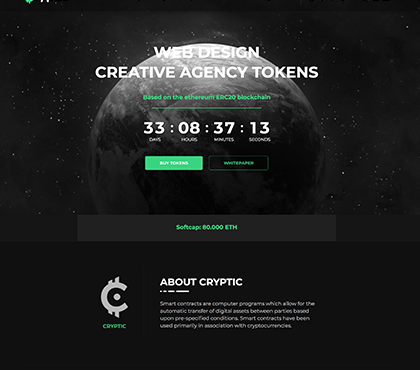 WEB DESIGN
CREATIVE AGENCY TOKENS
Based on the ethereum ERC20 blockchain
33 : 08 : 37 : 13
DAYS HOURS MINUTES SECONDS
BUY TOKENS WHITEPAPER
Softcap: 80.000 ETH
ABOUT CRYPTIC
Smart contracts are computer programs which allow for the
automatic transfer of digital assets between parties based
upon pre-specified conditions. Smart contracts have been
used primarily in association with cryptocurrencies.
CRYPTIC